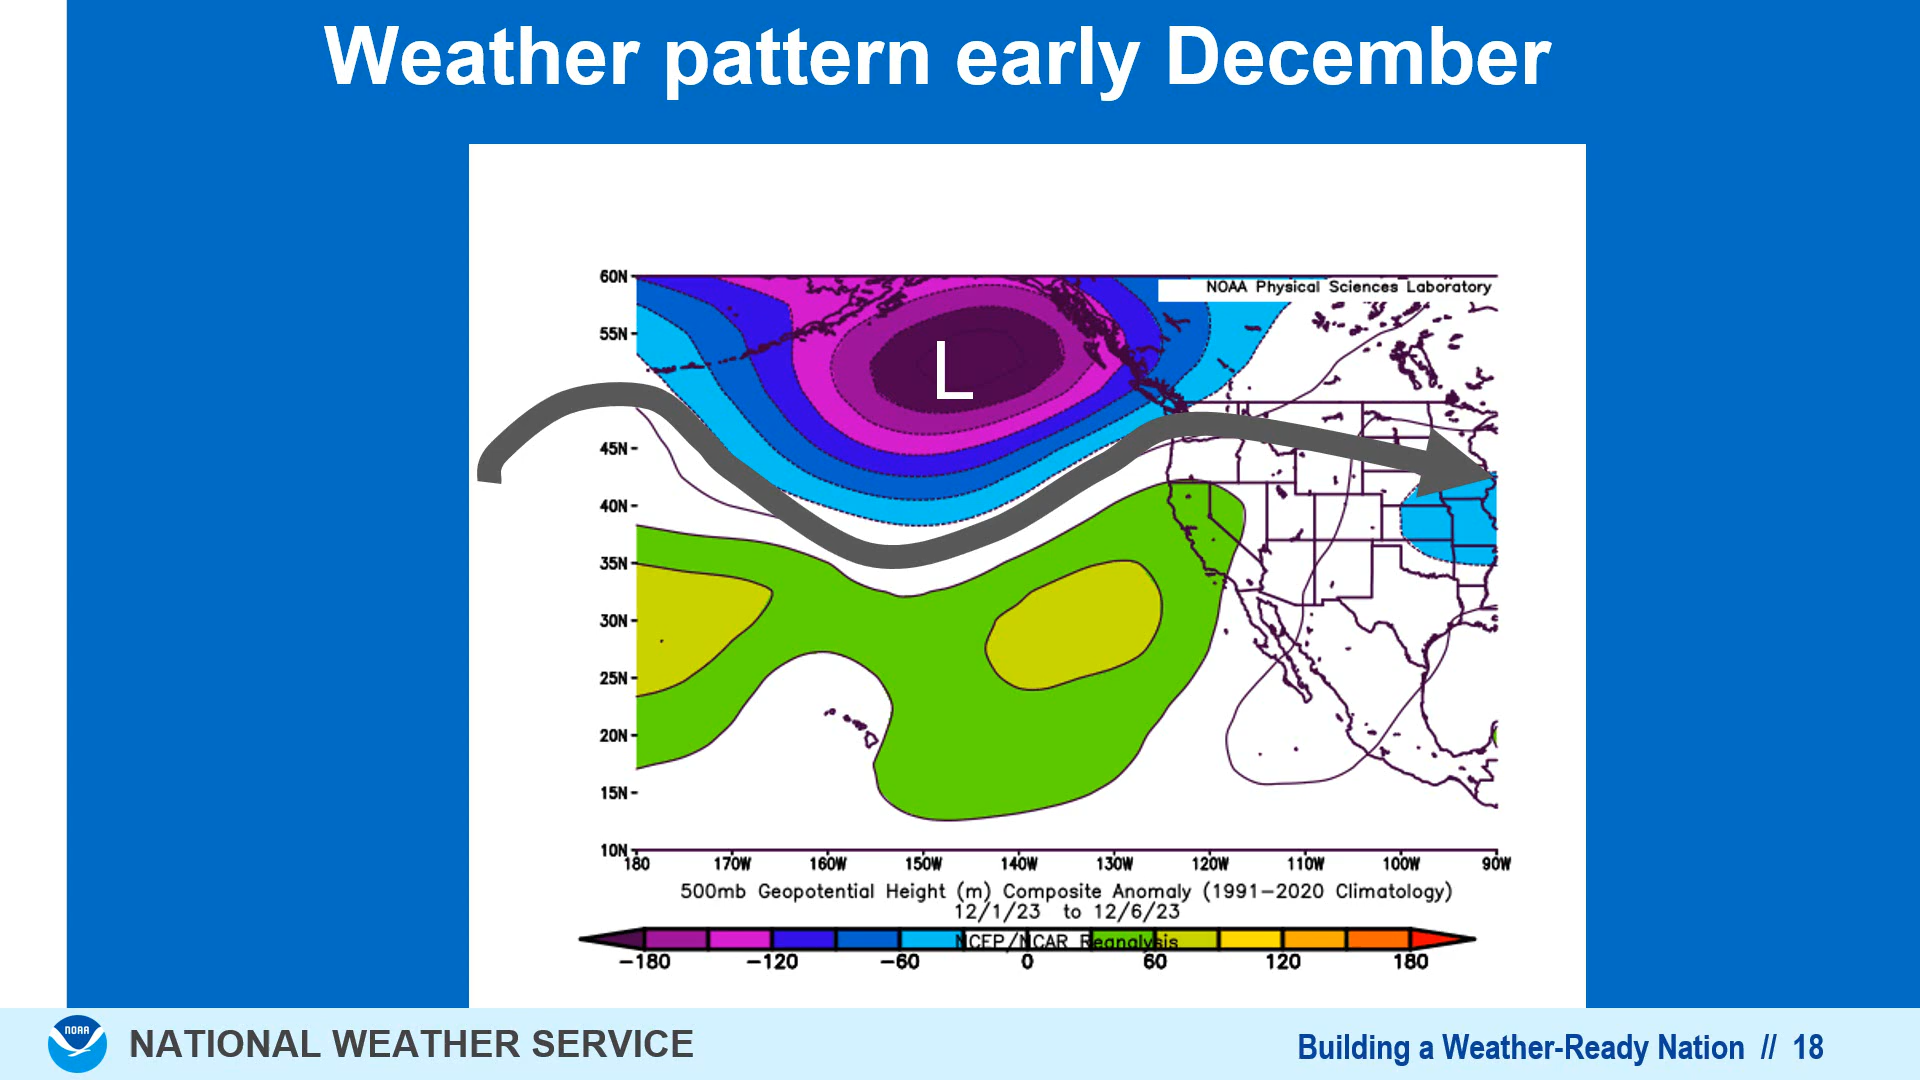 Weather pattern early December
NOAA Physical Sciences Laboratory
L
60N
55N
45N
40N
35N
30N
25N
20N
15N
10N
180 170W 160W 150W 140W 130W 120W 110W 100W 90W
500mb Geopotential Height (m) Composite Anomaly (1991-2020 Climatology)
12/1/23 to 12/6/23
NCEP/NCAR Reanalysis
-180 -120 -60 0 60 120 180
NOAA
NATIONAL WEATHER SERVICE
Building a Weather-Ready Nation // 18